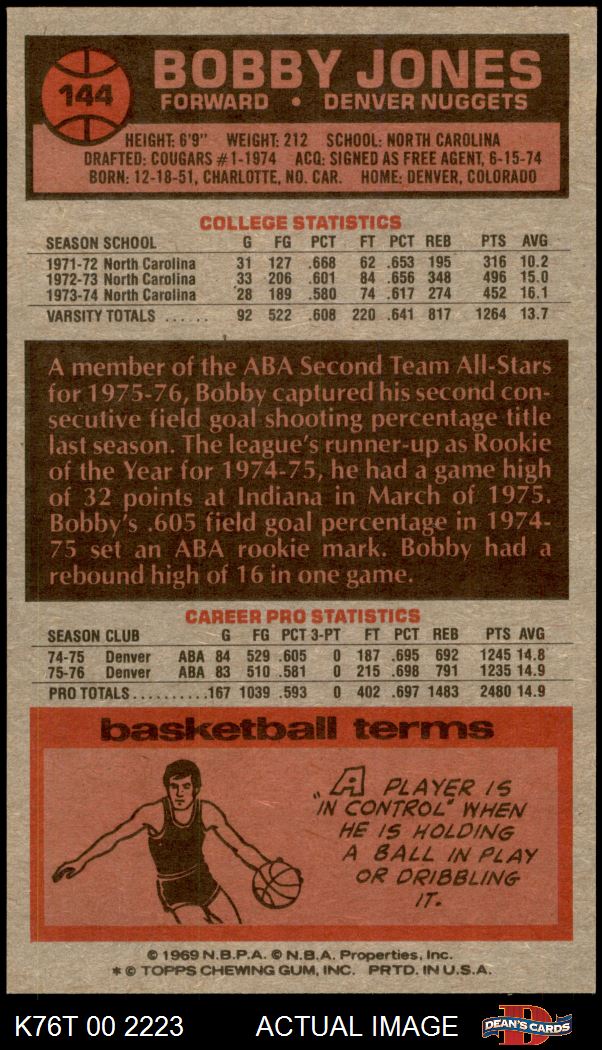 144
BOBBY JONES
FORWARD • DENVER NUGGETS
HEIGHT: 6'9" WEIGHT: 212 SCHOOL: NORTH CAROLINA
DRAFTED: COUGARS #1-1974 ACQ: SIGNED AS FREE AGENT, 6-15-74
BORN: 12-18-51, CHARLOTTE, NO. CAR. HOME: DENVER, COLORADO
COLLEGE STATISTICS
SEASON SCHOOL G FG PCT FT PCT REB PTS AVG
1971-72 North Carolina 31 127 .668 62 .653 195 316 10.2
1972-73 North Carolina 33 206 .601 84 .656 348 496 15.0
1973-74 North Carolina 28 189 .580 74 .617 274 452 16.1
VARSITY TOTALS ...... 92 522 .608 220 .641 817 1264 13.7
A member of the ABA Second Team All-Stars
for 1975-76, Bobby captured his second con-
secutive field goal shooting percentage title
last season. The league's runner-up as Rookie
of the Year for 1974-75, he had a game high
of 32 points at Indiana in March of 1975.
Bobby's .605 field goal percentage in 1974-
75 set an ABA rookie mark. Bobby had a
rebound high of 16 in one game.
CAREER PRO STATISTICS
SEASON CLUB G FG PCT 3-PT FT PCT REB PTS AVG
74-75 Denver ABA 84 529 .605 0 187 .695 692 1245 14.8
75-76 Denver ABA 83 510 .581 0 215 .698 791 1235 14.9
PRO TOTALS..........167 1039 .593 0 402 .697 1483 2480 14.9
basketball terms
A PLAYER IS
"IN CONTROL" WHEN
HE IS HOLDING
A BALL IN PLAY
OR DRIBBLING
IT.
© 1969 N.B.P.A. © N.B.A. Properties, Inc.
* © TOPPS CHEWING GUM, INC. PRTD. IN U.S.A.
K76T 00 2223 ACTUAL IMAGE
D
DEAN'S CARDS